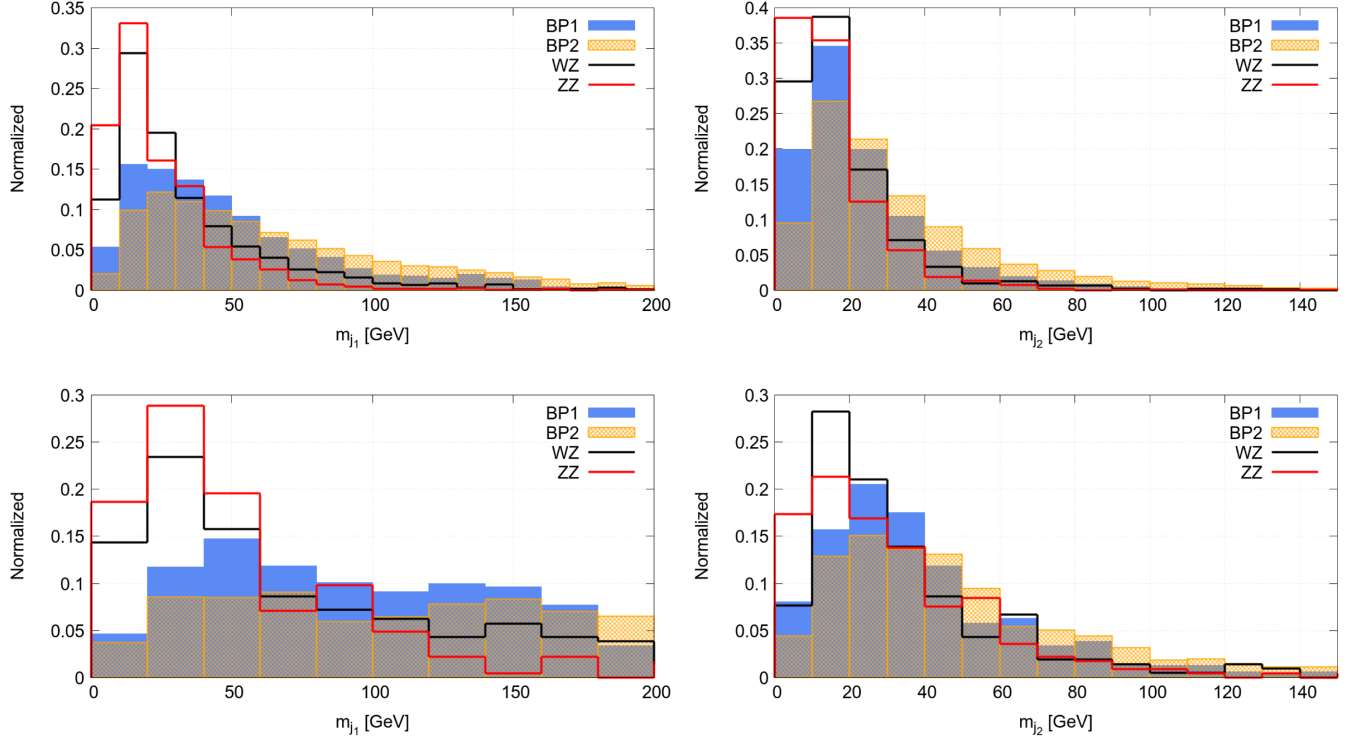 0.35
0.3
0.25
0.2
0.15
0.1
0.05
0
Normalized
BP1
BP2
WZ
ZZ
0 50 100 150 200
m_{j_1} [GeV]
0.4
0.35
0.3
0.25
0.2
0.15
0.1
0.05
0
Normalized
BP1
BP2
WZ
ZZ
0 20 40 60 80 100 120 140
m_{j_2} [GeV]
0.3
0.25
0.2
0.15
0.1
0.05
0
Normalized
BP1
BP2
WZ
ZZ
0 50 100 150 200
m_{j_1} [GeV]
0.3
0.25
0.2
0.15
0.1
0.05
0
Normalized
BP1
BP2
WZ
ZZ
0 20 40 60 80 100 120 140
m_{j_2} [GeV]